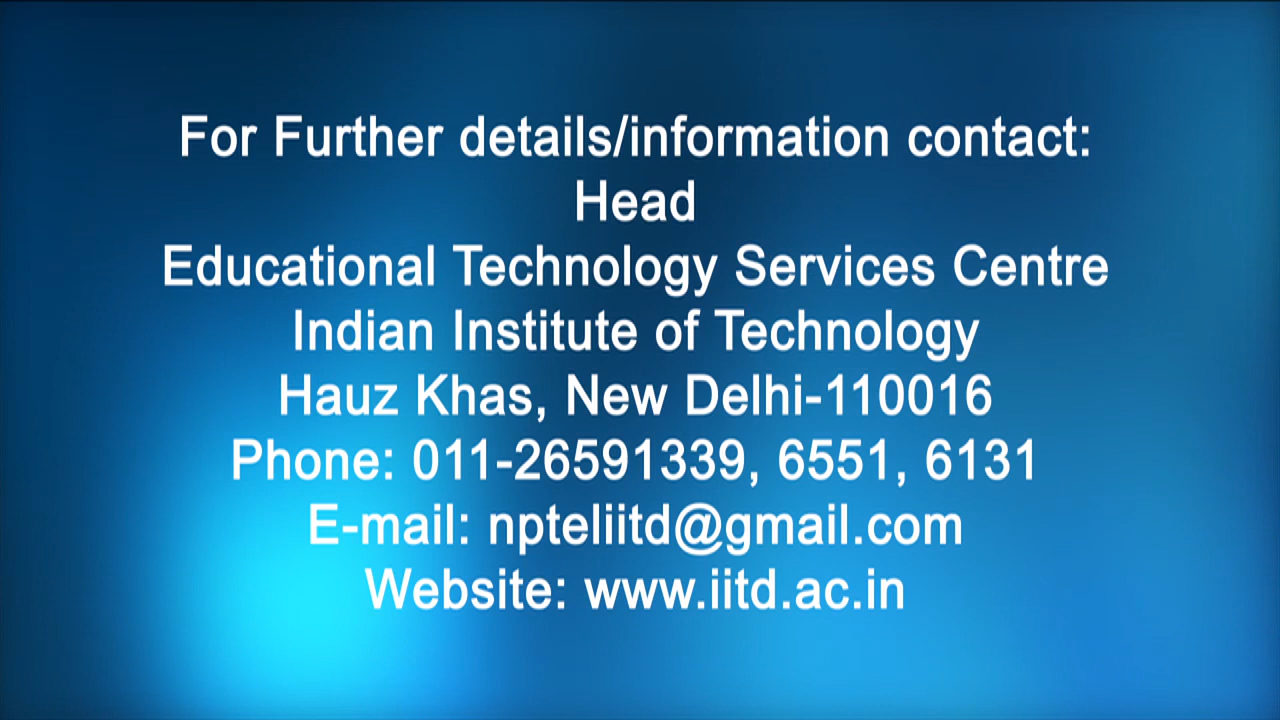 For Further details/information contact:
Head
Educational Technology Services Centre
Indian Institute of Technology
Hauz Khas, New Delhi-110016
Phone: 011-26591339, 6551, 6131
E-mail: npteliitd@gmail.com
Website: www.iitd.ac.in